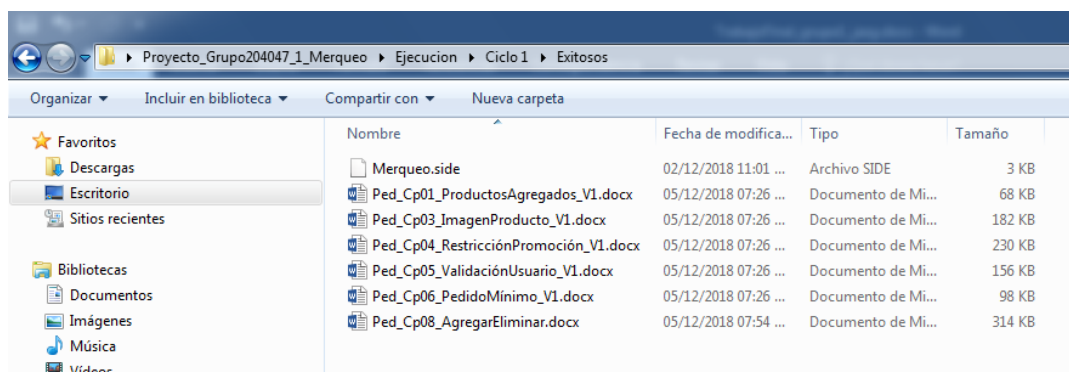 Proyecto_Grupo204047_1_Merqueo ▸ Ejecucion ▸ Ciclo 1 ▸ Exitosos
Organizar Incluir en biblioteca Compartir con Nueva carpeta
Favoritos
Descargas
Escritorio
Sitios recientes
Bibliotecas
Documentos
Imágenes
Música
Vídeos
Nombre Fecha de modifica... Tipo Tamaño
Merqueo.side 02/12/2018 11:01 ... Archivo SIDE 3 KB
Ped_Cp01_ProductosAgregados_V1.docx 05/12/2018 07:26 ... Documento de Mi... 68 KB
Ped_Cp03_ImagenProducto_V1.docx 05/12/2018 07:26 ... Documento de Mi... 182 KB
Ped_Cp04_RestricciónPromoción_V1.docx 05/12/2018 07:26 ... Documento de Mi... 230 KB
Ped_Cp05_ValidaciónUsuario_V1.docx 05/12/2018 07:26 ... Documento de Mi... 156 KB
Ped_Cp06_PedidoMínimo_V1.docx 05/12/2018 07:26 ... Documento de Mi... 98 KB
Ped_Cp08_AgregarEliminar.docx 05/12/2018 07:54 ... Documento de Mi... 314 KB